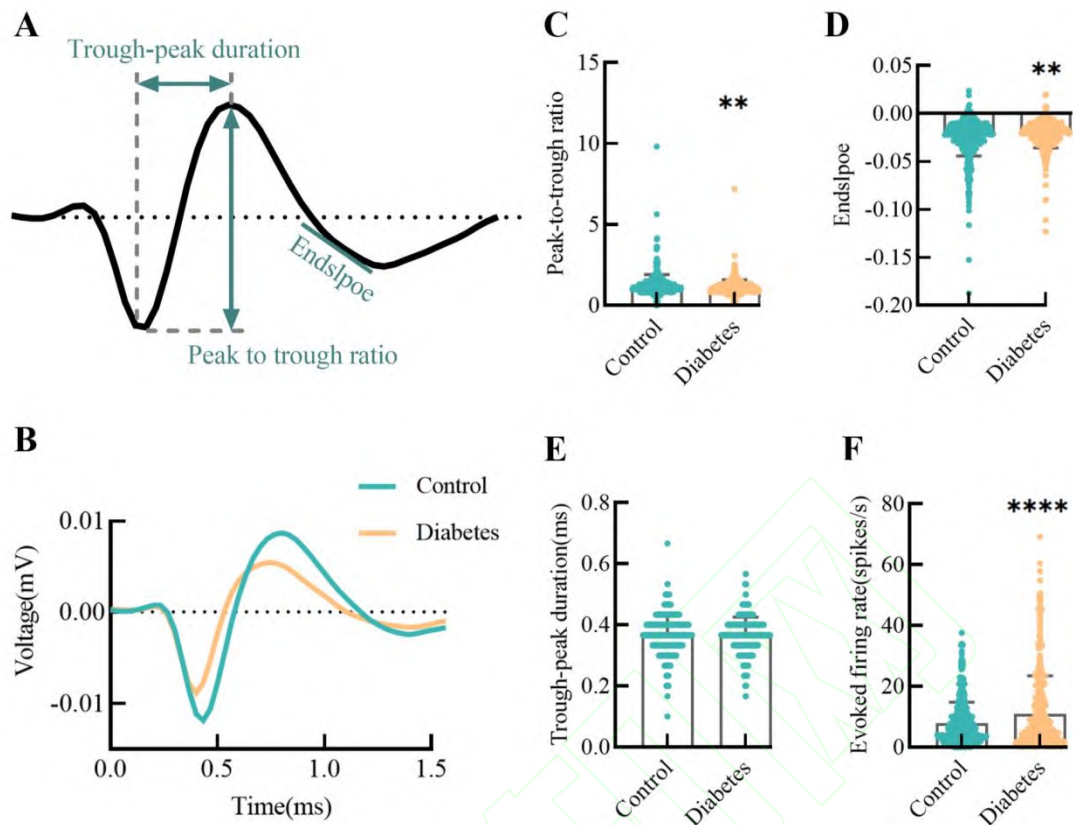 A
Trough-peak duration
Endslpoe
Peak to trough ratio
B
Control
Diabetes
0.01
0.00
-0.01
Voltage(mV)
0.0
0.5
1.0
1.5
Time(ms)
C
**
15
10
5
0
Peak-to-trough ratio
Control
Diabetes
D
**
0.05
0.00
-0.05
-0.10
-0.15
-0.20
Endslpoe
Control
Diabetes
E
0.8
0.6
0.4
0.2
0.0
Trough-peak duration(ms)
Control
Diabetes
F
****
80
60
40
20
0
Evoked firing rate(spikes/s)
Control
Diabetes